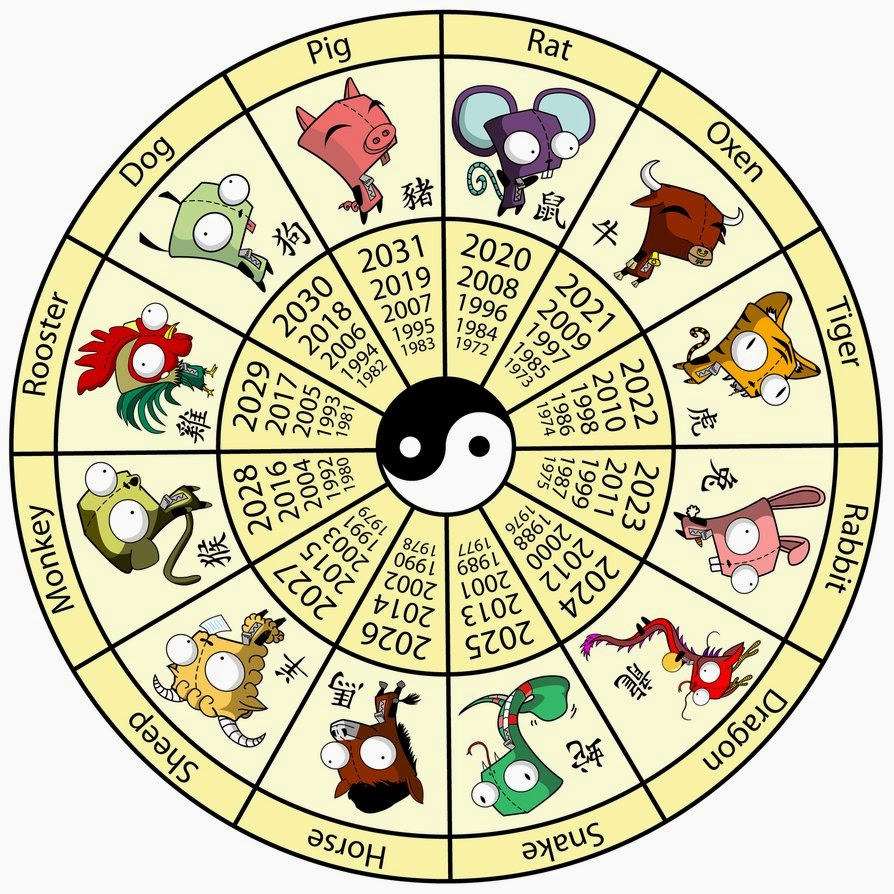 Rat
鼠
2020
2008
1996
1984
1972
Oxen
牛
2021
2009
1997
1985
1973
Tiger
虎
2022
2010
1998
1986
1974
Rabbit
兔
2023
2011
1999
1987
1975
Dragon
龍
2024
2012
2000
1988
1976
Snake
蛇
2025
2013
2001
1989
1977
Horse
馬
2026
2014
2002
1990
1978
Sheep
羊
2027
2015
2003
1991
1979
Monkey
猴
2028
2016
2004
1992
1980
Rooster
雞
2029
2017
2005
1993
1981
Dog
狗
2030
2018
2006
1994
1982
Pig
豬
2031
2019
2007
1995
1983